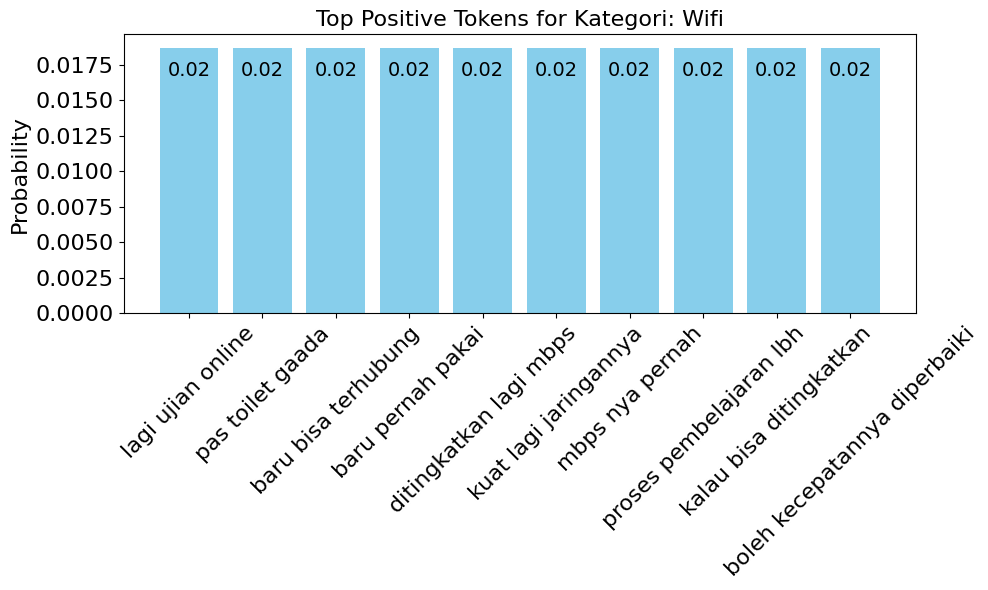 Top Positive Tokens for Kategori: Wifi
Probability
0.0175
0.0150
0.0125
0.0100
0.0075
0.0050
0.0025
0.0000
0.02 0.02 0.02 0.02 0.02 0.02 0.02 0.02 0.02 0.02
lagi ujian online
pas toilet gaada
baru bisa terhubung
baru pernah pakai
ditingkatkan lagi mbps
kuat lagi jaringannya
mbps nya pernah
proses pembelajaran lbh
kalau bisa ditingkatkan
boleh kecepatannya diperbaiki